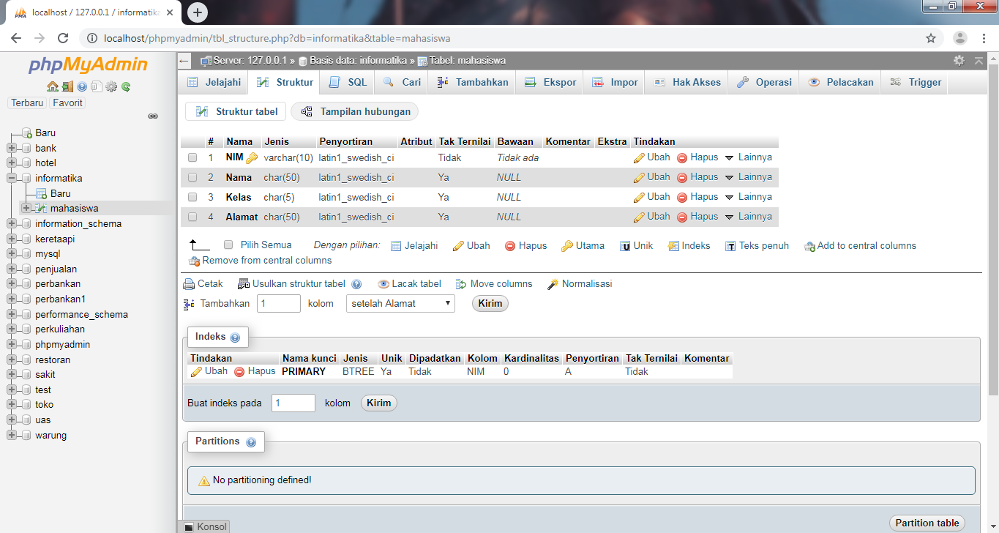 localhost / 127.0.0.1 / informatika
localhost/phpmyadmin/tbl_structure.php?db=informatika&table=mahasiswa
phpMyAdmin
Terbaru Favorit
Baru
bank
hotel
informatika
Baru
mahasiswa
information_schema
keretaapi
mysql
penjualan
perbankan
perbankan1
performance_schema
perkuliahan
phpmyadmin
restoran
sakit
test
toko
uas
warung
Server: 127.0.0.1 » Basis data: informatika » Tabel: mahasiswa
Jelajahi Struktur SQL Cari Tambahkan Ekspor Impor Hak Akses Operasi Pelacakan Trigger
Struktur tabel Tampilan hubungan
# Nama Jenis Penyortiran Atribut Tak Ternilai Bawaan Komentar Ekstra Tindakan
1 NIM varchar(10) latin1_swedish_ci Tidak Tidak ada Ubah Hapus Lainnya
2 Nama char(50) latin1_swedish_ci Ya NULL Ubah Hapus Lainnya
3 Kelas char(5) latin1_swedish_ci Ya NULL Ubah Hapus Lainnya
4 Alamat char(50) latin1_swedish_ci Ya NULL Ubah Hapus Lainnya
Pilih Semua Dengan pilihan: Jelajahi Ubah Hapus Utama Unik Indeks Teks penuh Add to central columns
Remove from central columns
Cetak Usulkan struktur tabel Lacak tabel Move columns Normalisasi
Tambahkan 1 kolom setelah Alamat Kirim
Indeks
Tindakan Nama kunci Jenis Unik Dipadatkan Kolom Kardinalitas Penyortiran Tak Ternilai Komentar
Ubah Hapus PRIMARY BTREE Ya Tidak NIM 0 A Tidak
Buat indeks pada 1 kolom Kirim
Partitions
No partitioning defined!
Partition table
Konsol